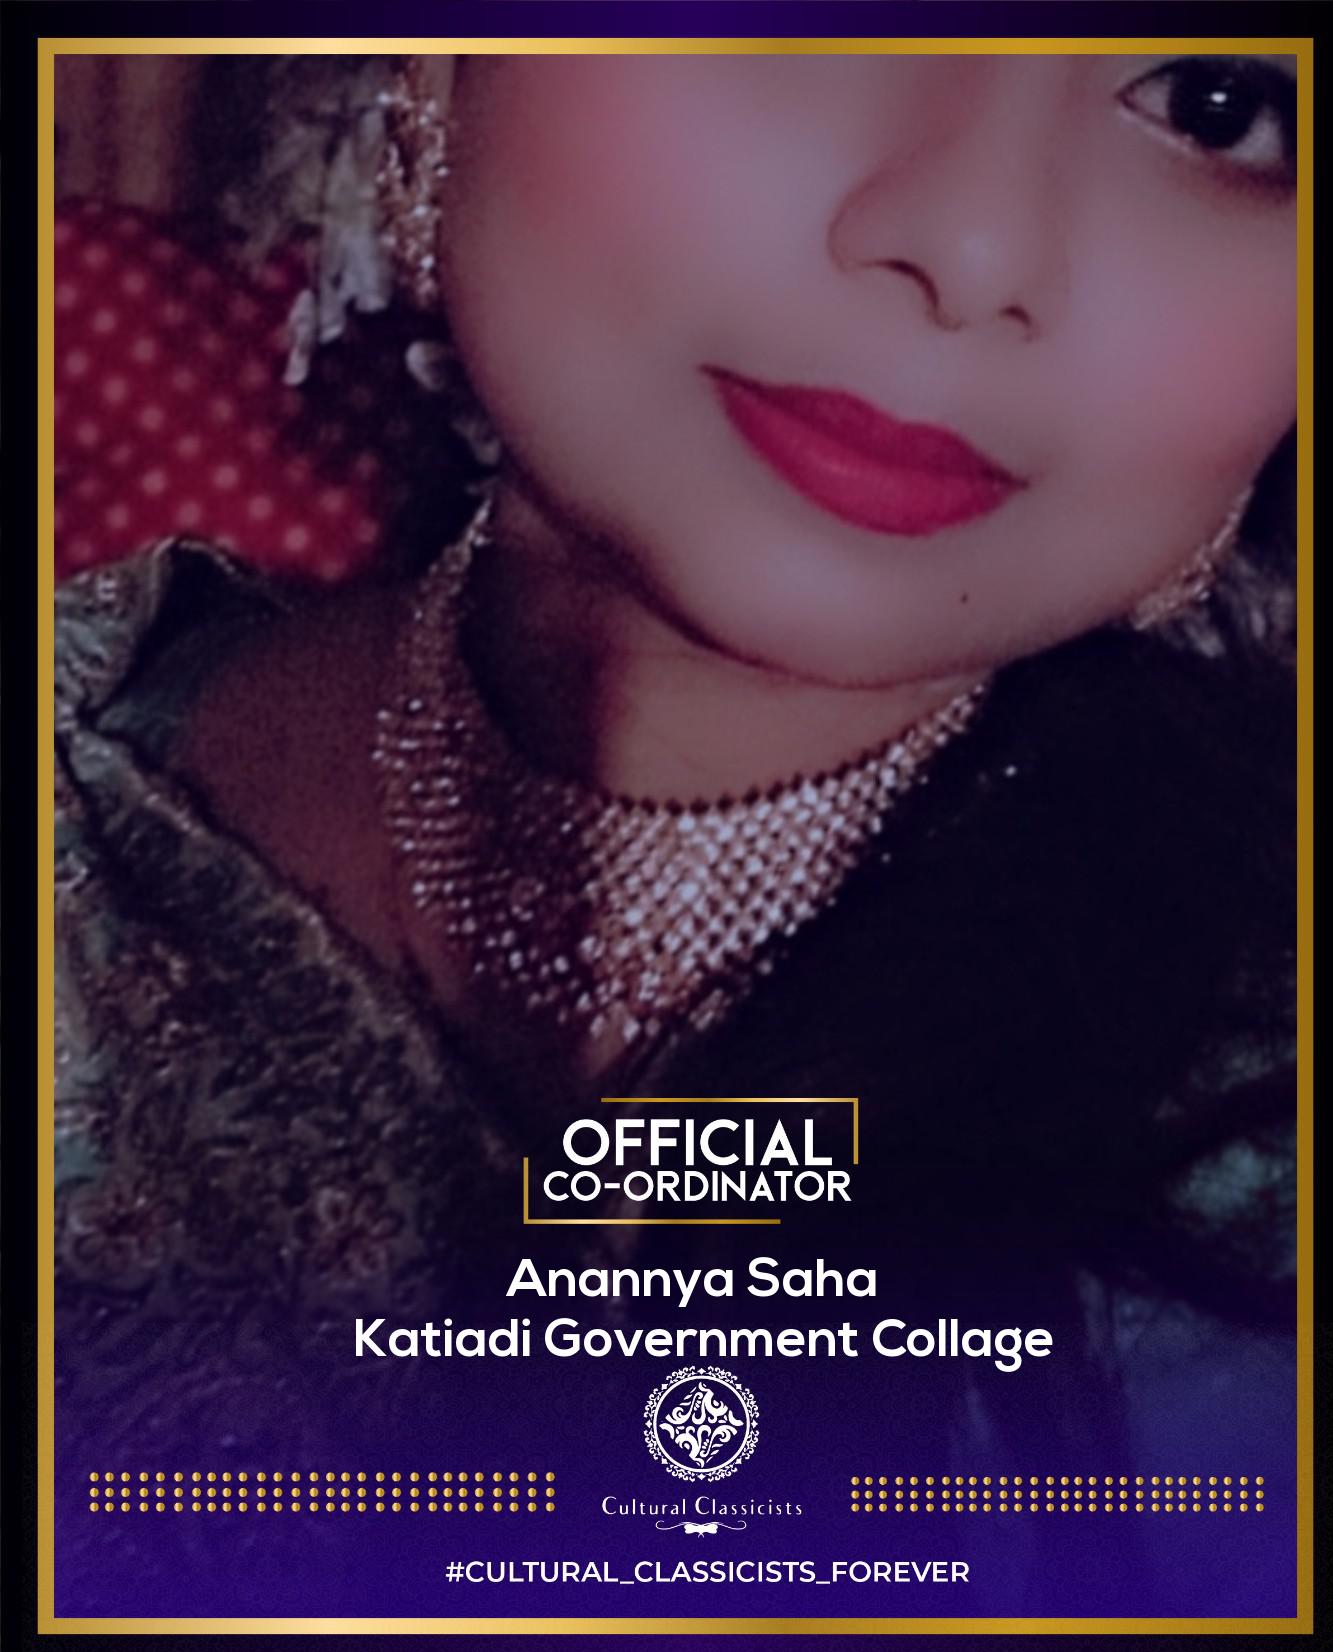 OFFICIAL
CO-ORDINATOR
Anannya Saha
Katiadi Government Collage
Cultural Classicists
#CULTURAL_CLASSICISTS_FOREVER